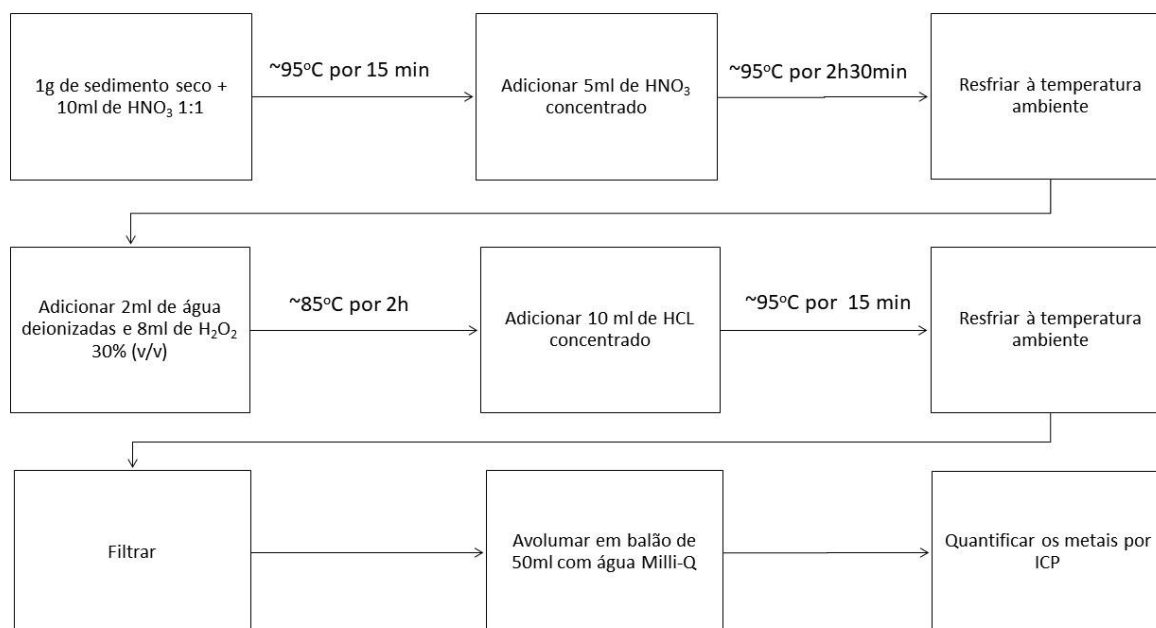 1g de sedimento seco +
10ml de HNO₃ 1:1
~95ºC por 15 min
Adicionar 5ml de HNO₃
concentrado
~95ºC por 2h30min
Resfriar à temperatura
ambiente
Adicionar 2ml de água
deionizadas e 8ml de H₂O₂
30% (v/v)
~85ºC por 2h
Adicionar 10 ml de HCL
concentrado
~95ºC por 15 min
Resfriar à temperatura
ambiente
Filtrar
Avolumar em balão de
50ml com água Milli-Q
Quantificar os metais por
ICP